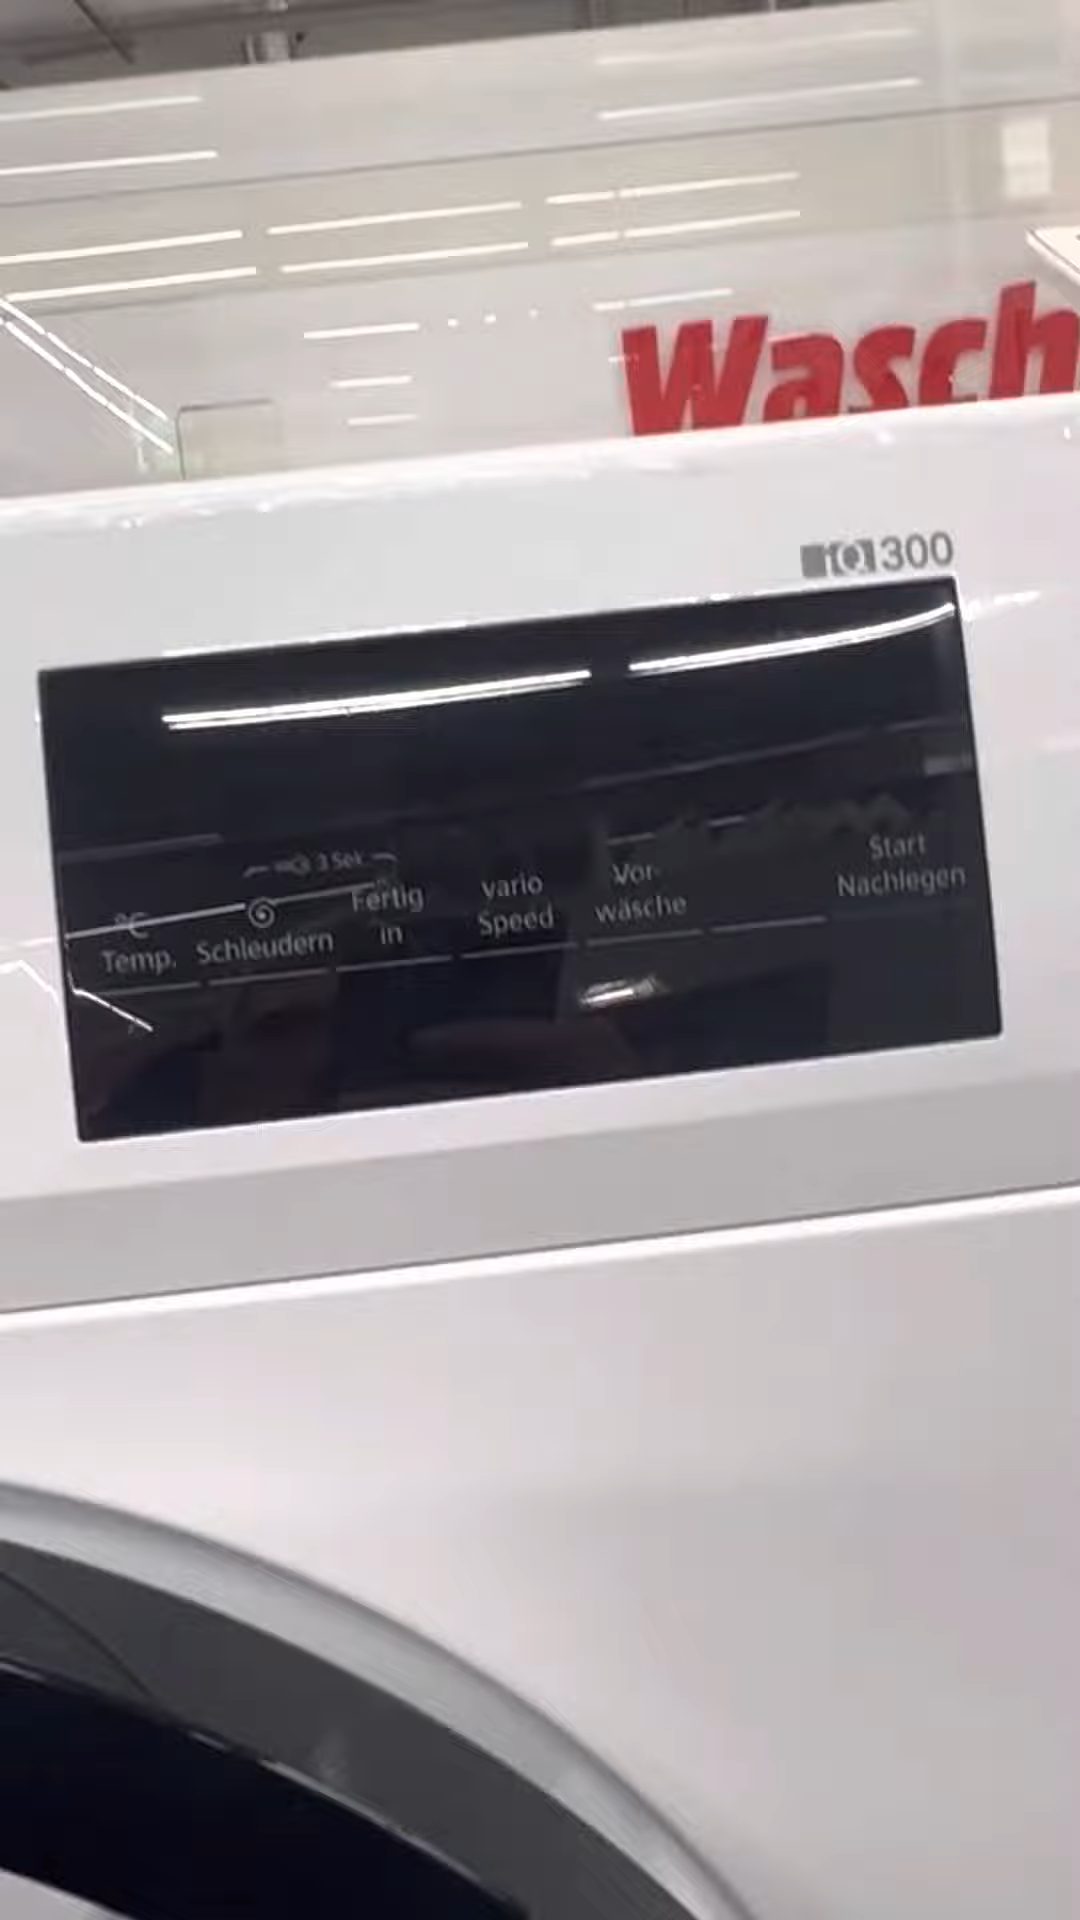 Wasch
iQ300
3 Sek.
°C
Temp.
Schleudern
Fertig
in
vario
Speed
Vor-
wäsche
Start
Nachlegen